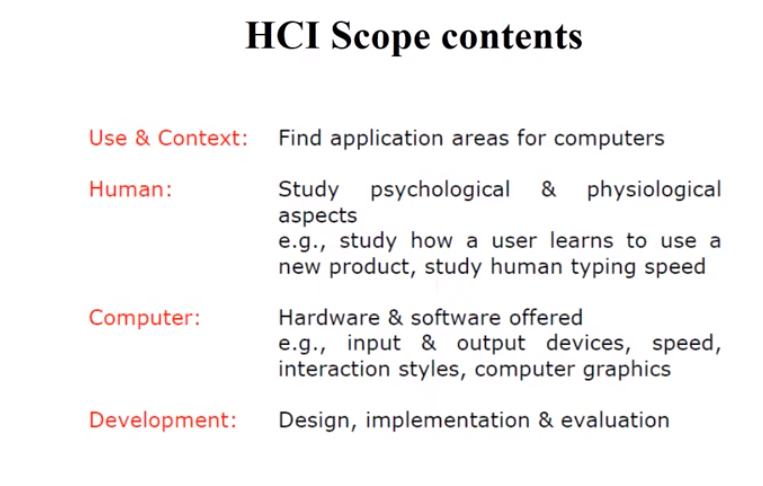 HCI Scope contents
Use & Context: Find application areas for computers
Human: Study psychological & physiological
aspects
e.g., study how a user learns to use a
new product, study human typing speed
Computer: Hardware & software offered
e.g., input & output devices, speed,
interaction styles, computer graphics
Development: Design, implementation & evaluation